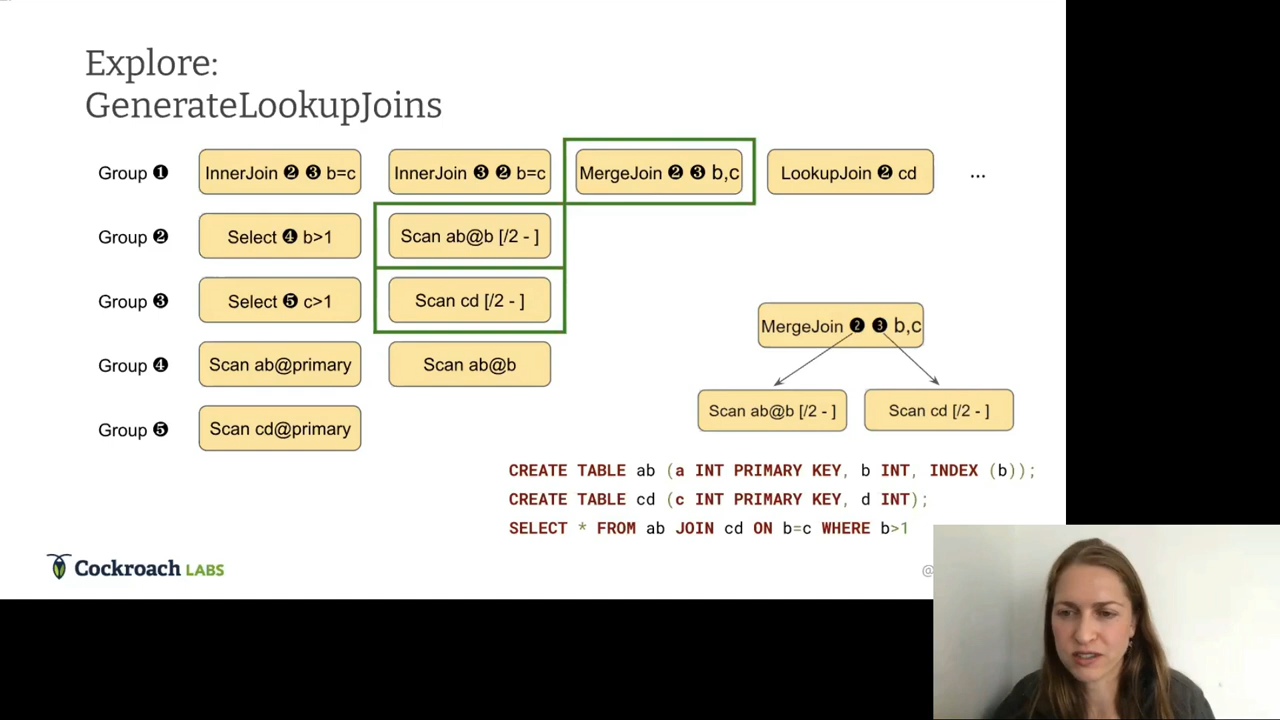 Explore:
GenerateLookupJoins
Group ❶ InnerJoin ❷ ❸ b=c InnerJoin ❸ ❷ b=c MergeJoin ❷ ❸ b,c LookupJoin ❷ cd ...
Group ❷ Select ❹ b>1 Scan ab@b [/2 - ]
Group ❸ Select ❺ c>1 Scan cd [/2 - ]
MergeJoin ❷ ❸ b,c
Group ❹ Scan ab@primary Scan ab@b
Scan ab@b [/2 - ] Scan cd [/2 - ]
Group ❺ Scan cd@primary
CREATE TABLE ab (a INT PRIMARY KEY, b INT, INDEX (b));
CREATE TABLE cd (c INT PRIMARY KEY, d INT);
SELECT * FROM ab JOIN cd ON b=c WHERE b>1
Cockroach LABS
@